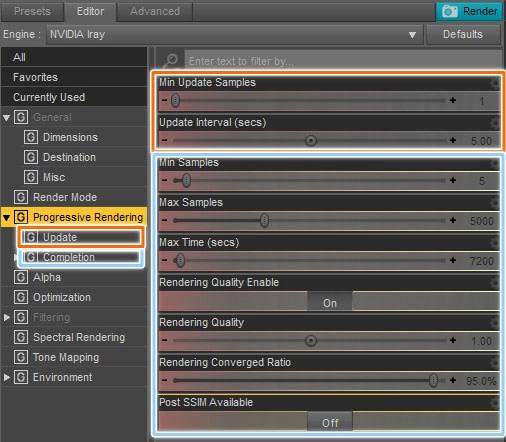 Presets Editor Advanced Render
Engine : NVIDIA Iray Defaults
All
Favorites
Currently Used
G General
G Dimensions
G Destination
G Misc
G Render Mode
G Progressive Rendering
G Update
G Completion
G Alpha
G Optimization
G Filtering
G Spectral Rendering
G Tone Mapping
G Environment
Enter text to filter by...
Min Update Samples
- + 1
Update Interval (secs)
- + 5.00
Min Samples
- + 5
Max Samples
- + 5000
Max Time (secs)
- + 7200
Rendering Quality Enable
On
Rendering Quality
- + 1.00
Rendering Converged Ratio
- + 95.0%
Post SSIM Available
Off